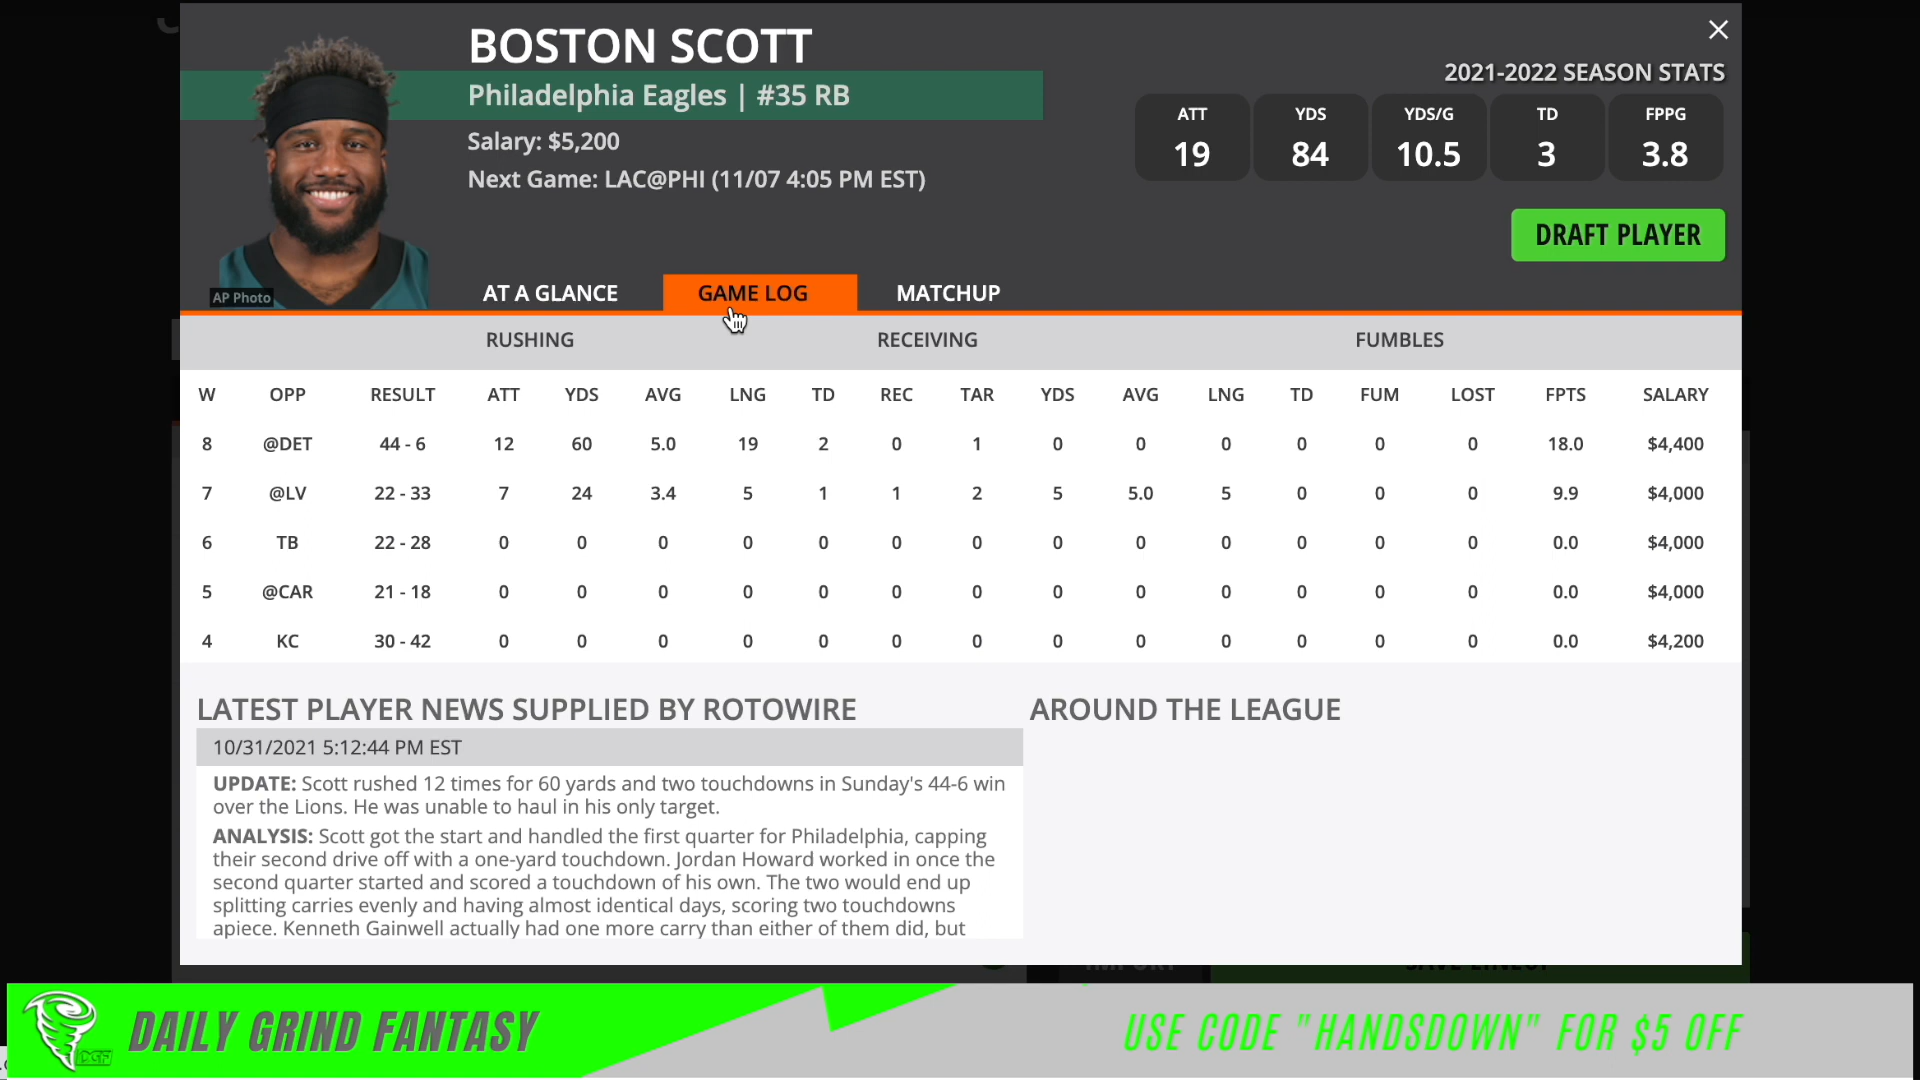 BOSTON SCOTT
Philadelphia Eagles | #35 RB
Salary: $5,200
Next Game: LAC@PHI (11/07 4:05 PM EST)
AP Photo
2021-2022 SEASON STATS
ATT YDS YDS/G TD FPPG
19 84 10.5 3 3.8
DRAFT PLAYER
AT A GLANCE GAME LOG MATCHUP
RUSHING RECEIVING FUMBLES
W OPP RESULT ATT YDS AVG LNG TD REC TAR YDS AVG LNG TD FUM LOST FPTS SALARY
8 @DET 44 - 6 12 60 5.0 19 2 0 1 0 0 0 0 0 0 18.0 $4,400
7 @LV 22 - 33 7 24 3.4 5 1 1 2 5 5.0 5 0 0 0 9.9 $4,000
6 TB 22 - 28 0 0 0 0 0 0 0 0 0 0 0 0 0 0.0 $4,000
5 @CAR 21 - 18 0 0 0 0 0 0 0 0 0 0 0 0 0 0.0 $4,000
4 KC 30 - 42 0 0 0 0 0 0 0 0 0 0 0 0 0 0.0 $4,200
LATEST PLAYER NEWS SUPPLIED BY ROTOWIRE
10/31/2021 5:12:44 PM EST
UPDATE: Scott rushed 12 times for 60 yards and two touchdowns in Sunday's 44-6 win
over the Lions. He was unable to haul in his only target.
ANALYSIS: Scott got the start and handled the first quarter for Philadelphia, capping
their second drive off with a one-yard touchdown. Jordan Howard worked in once the
second quarter started and scored a touchdown of his own. The two would end up
splitting carries evenly and having almost identical days, scoring two touchdowns
apiece. Kenneth Gainwell actually had one more carry than either of them did, but
AROUND THE LEAGUE
IMPORT SAVE LINEUP
DGF
DAILY GRIND FANTASY
USE CODE "HANDSDOWN" FOR $5 OFF